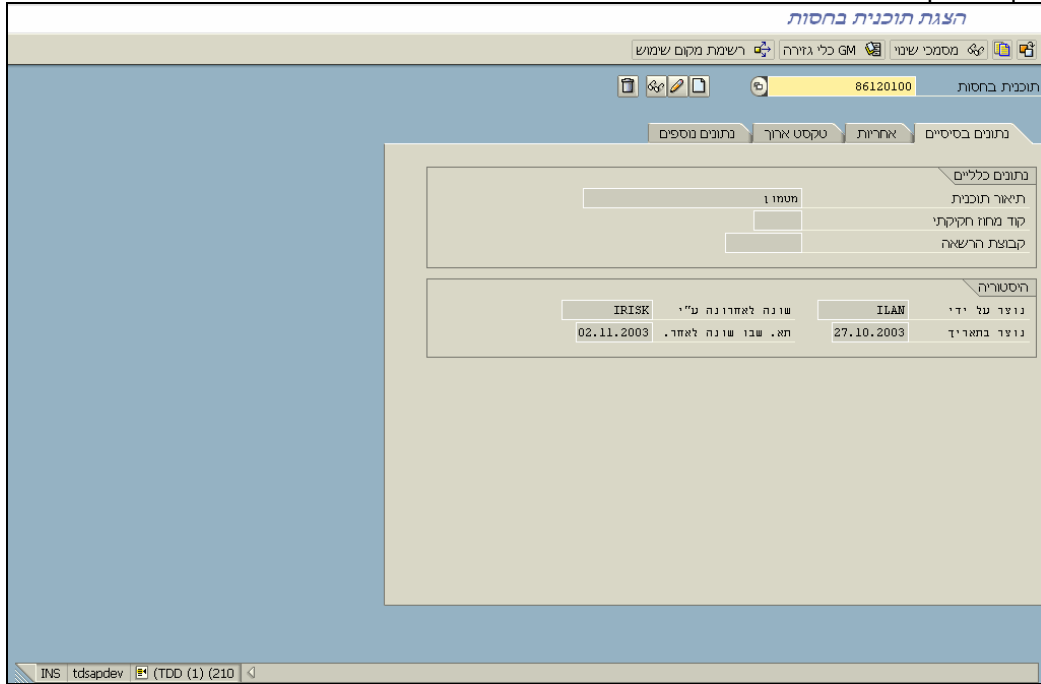 הצגת תוכנית בחסות
מסמכי שינוי GM כלי גזירה רשימת מקום שימוש
תוכנית בחסות 86120100
נתונים בסיסיים אחריות טקסט ארוך נתונים נוספים
נתונים כלליים
תיאור תוכנית מטמון
קוד מחוז חקיקתי
קבוצת הרשאה
היסטוריה
נוצר על ידי ILAN שונה לאחרונה ע"י IRISK
נוצר בתאריך 27.10.2003 תא. שבו שונה לאחר. 02.11.2003
INS tdsapdev (TDD (1) (210